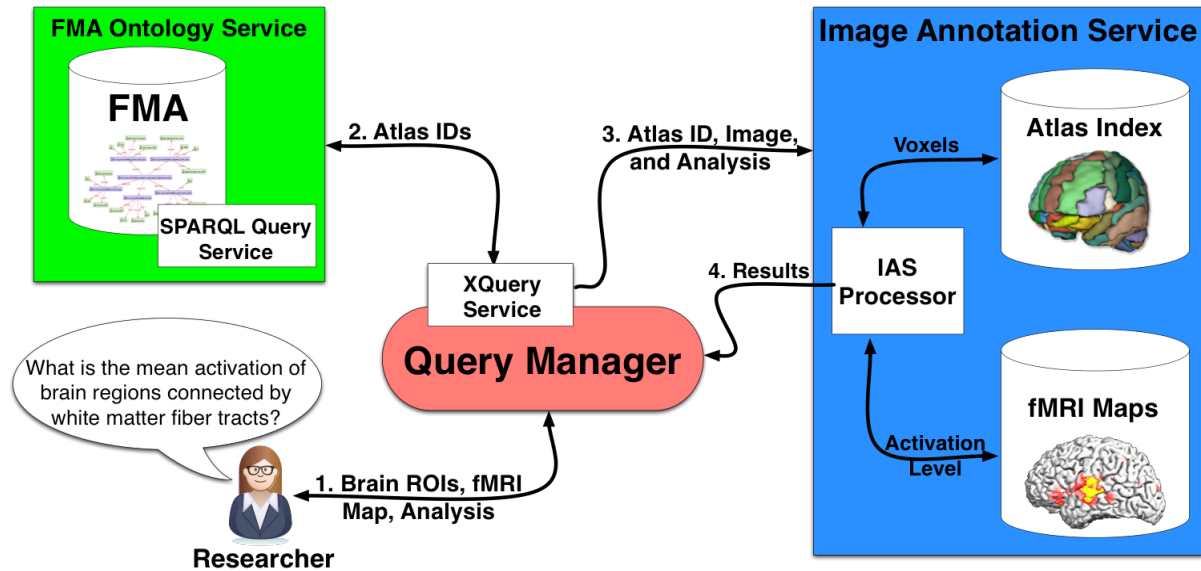 FMA Ontology Service
FMA
SPARQL Query
Service
2. Atlas IDs
3. Atlas ID, Image,
and Analysis
Image Annotation Service
Atlas Index
Voxels
IAS
Processor
4. Results
XQuery
Service
Query Manager
What is the mean activation of
brain regions connected by
white matter fiber tracts?
1. Brain ROIs, fMRI
Map, Analysis
Researcher
fMRI Maps
Activation
Level